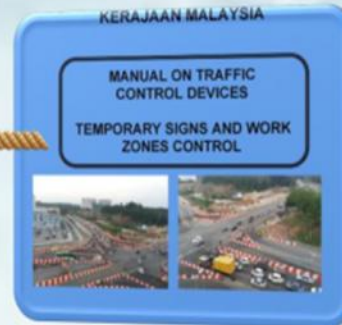 KERAJAAN MALAYSIA
MANUAL ON TRAFFIC
CONTROL DEVICES
TEMPORARY SIGNS AND WORK
ZONES CONTROL